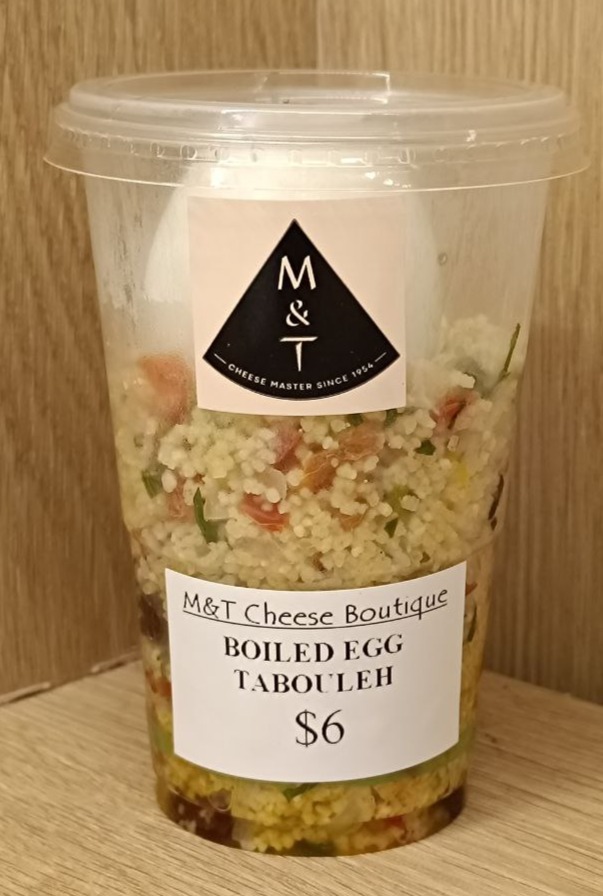 M
&
T
CHEESE MASTER SINCE 1954
M&T Cheese Boutique
BOILED EGG
TABOULEH
$6